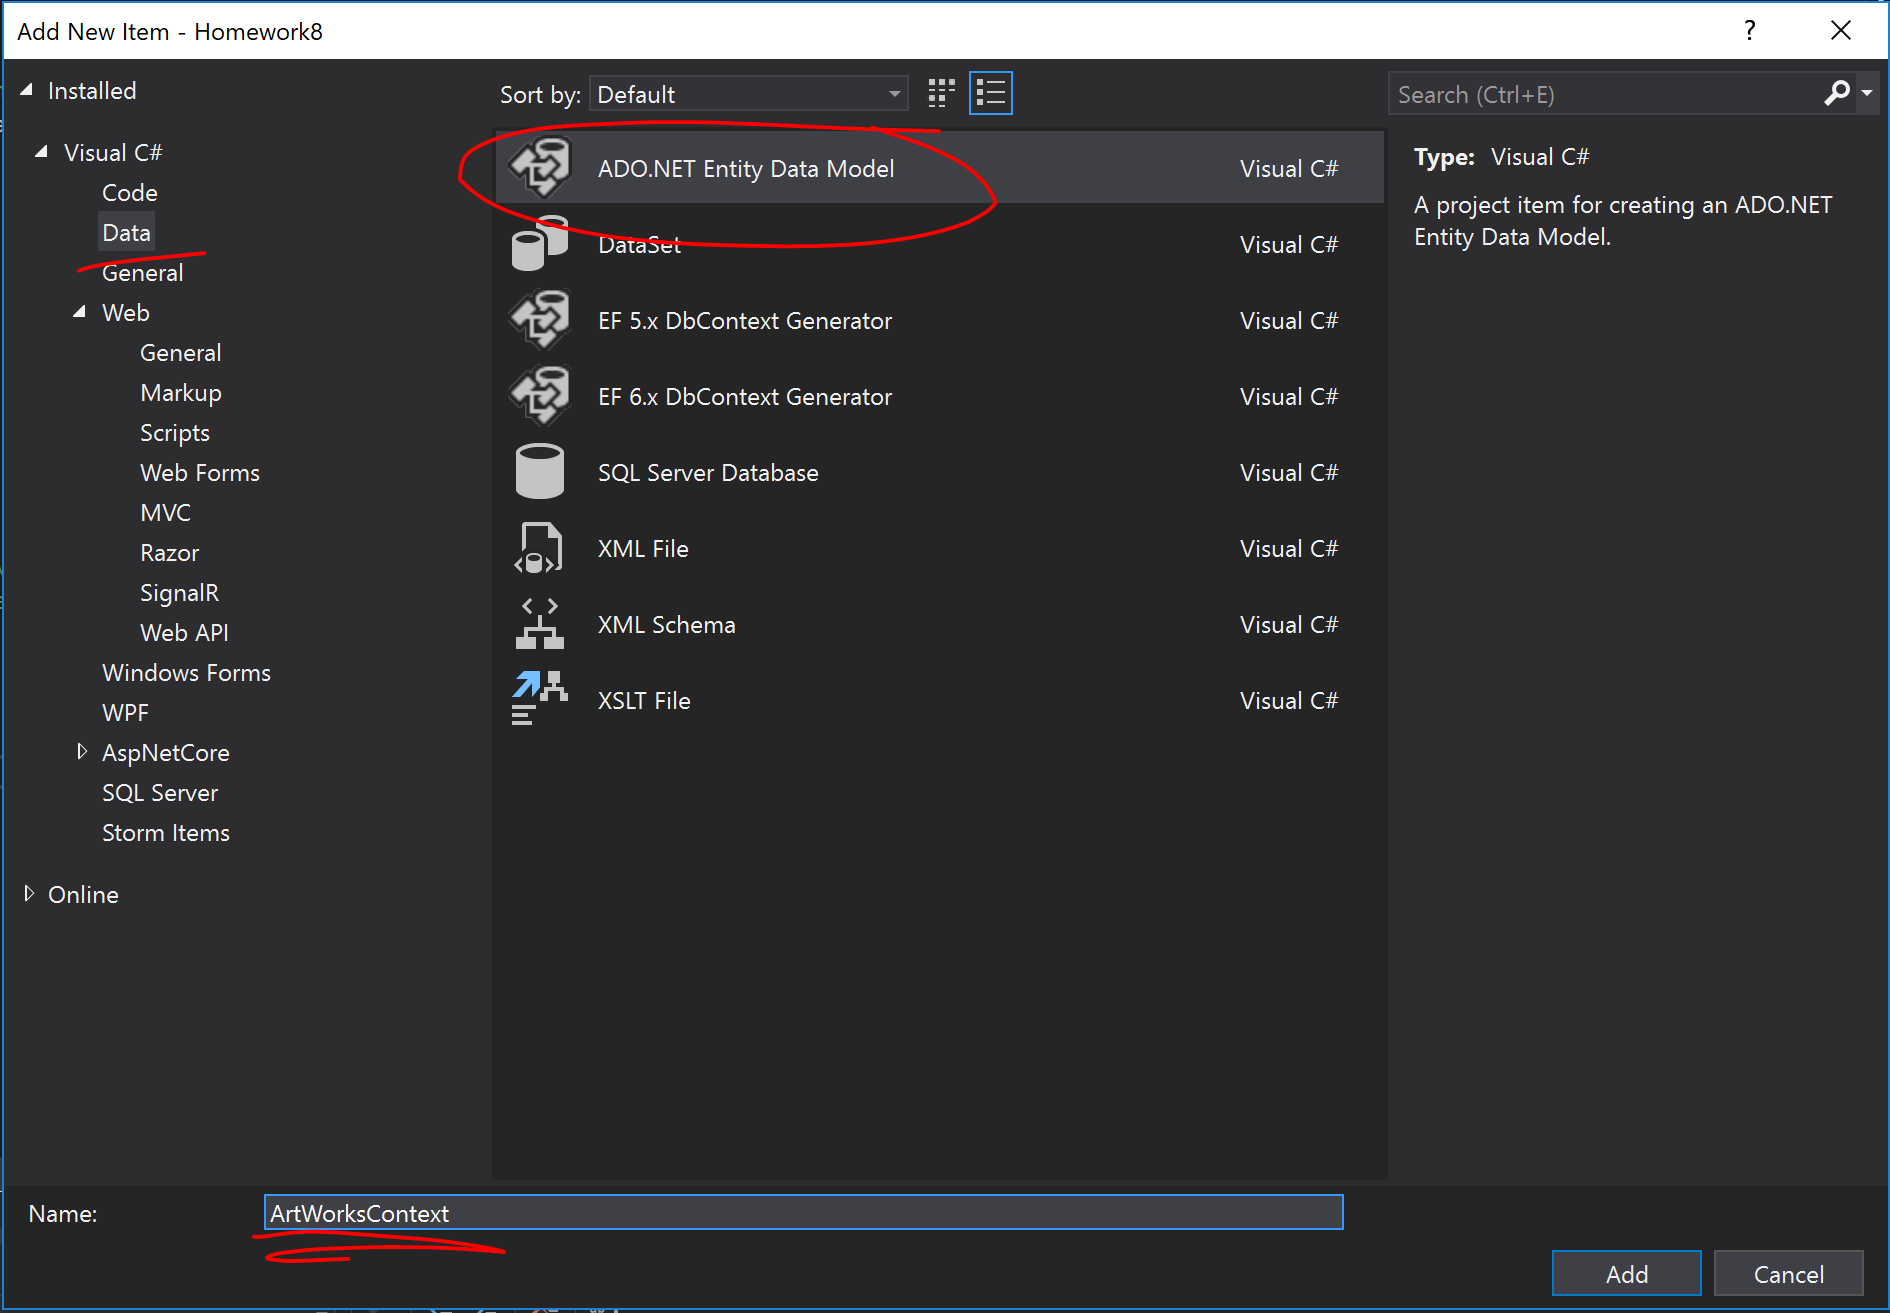 Add New Item - Homework8
?
Installed
Sort by: Default
Search (Ctrl+E)
Visual C#
Code
Data
General
Web
General
Markup
Scripts
Web Forms
MVC
Razor
SignalR
Web API
Windows Forms
WPF
AspNetCore
SQL Server
Storm Items
Online
ADO.NET Entity Data Model Visual C#
DataSet Visual C#
EF 5.x DbContext Generator Visual C#
EF 6.x DbContext Generator Visual C#
SQL Server Database Visual C#
XML File Visual C#
XML Schema Visual C#
XSLT File Visual C#
Type: Visual C#
A project item for creating an ADO.NET
Entity Data Model.
Name: ArtWorksContext
Add Cancel